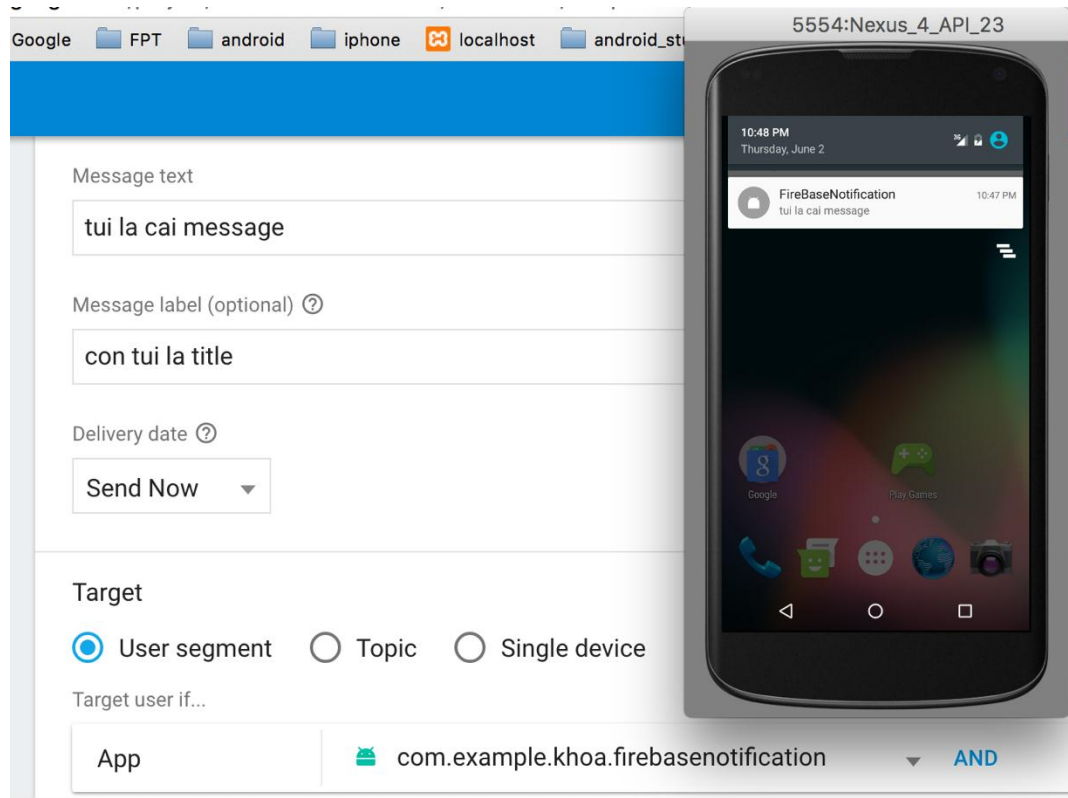 Google FPT android iphone localhost
5554:Nexus_4_API_23
Message text
tui la cai message
Message label (optional) ?
con tui la title
Delivery date ?
Send Now
Target
User segment Topic Single device
Target user if...
App com.example.khoa.firebasenotification AND
10:48 PM
Thursday, June 2
3G
FireBaseNotification 10:47 PM
tui la cai message
Google Play Games